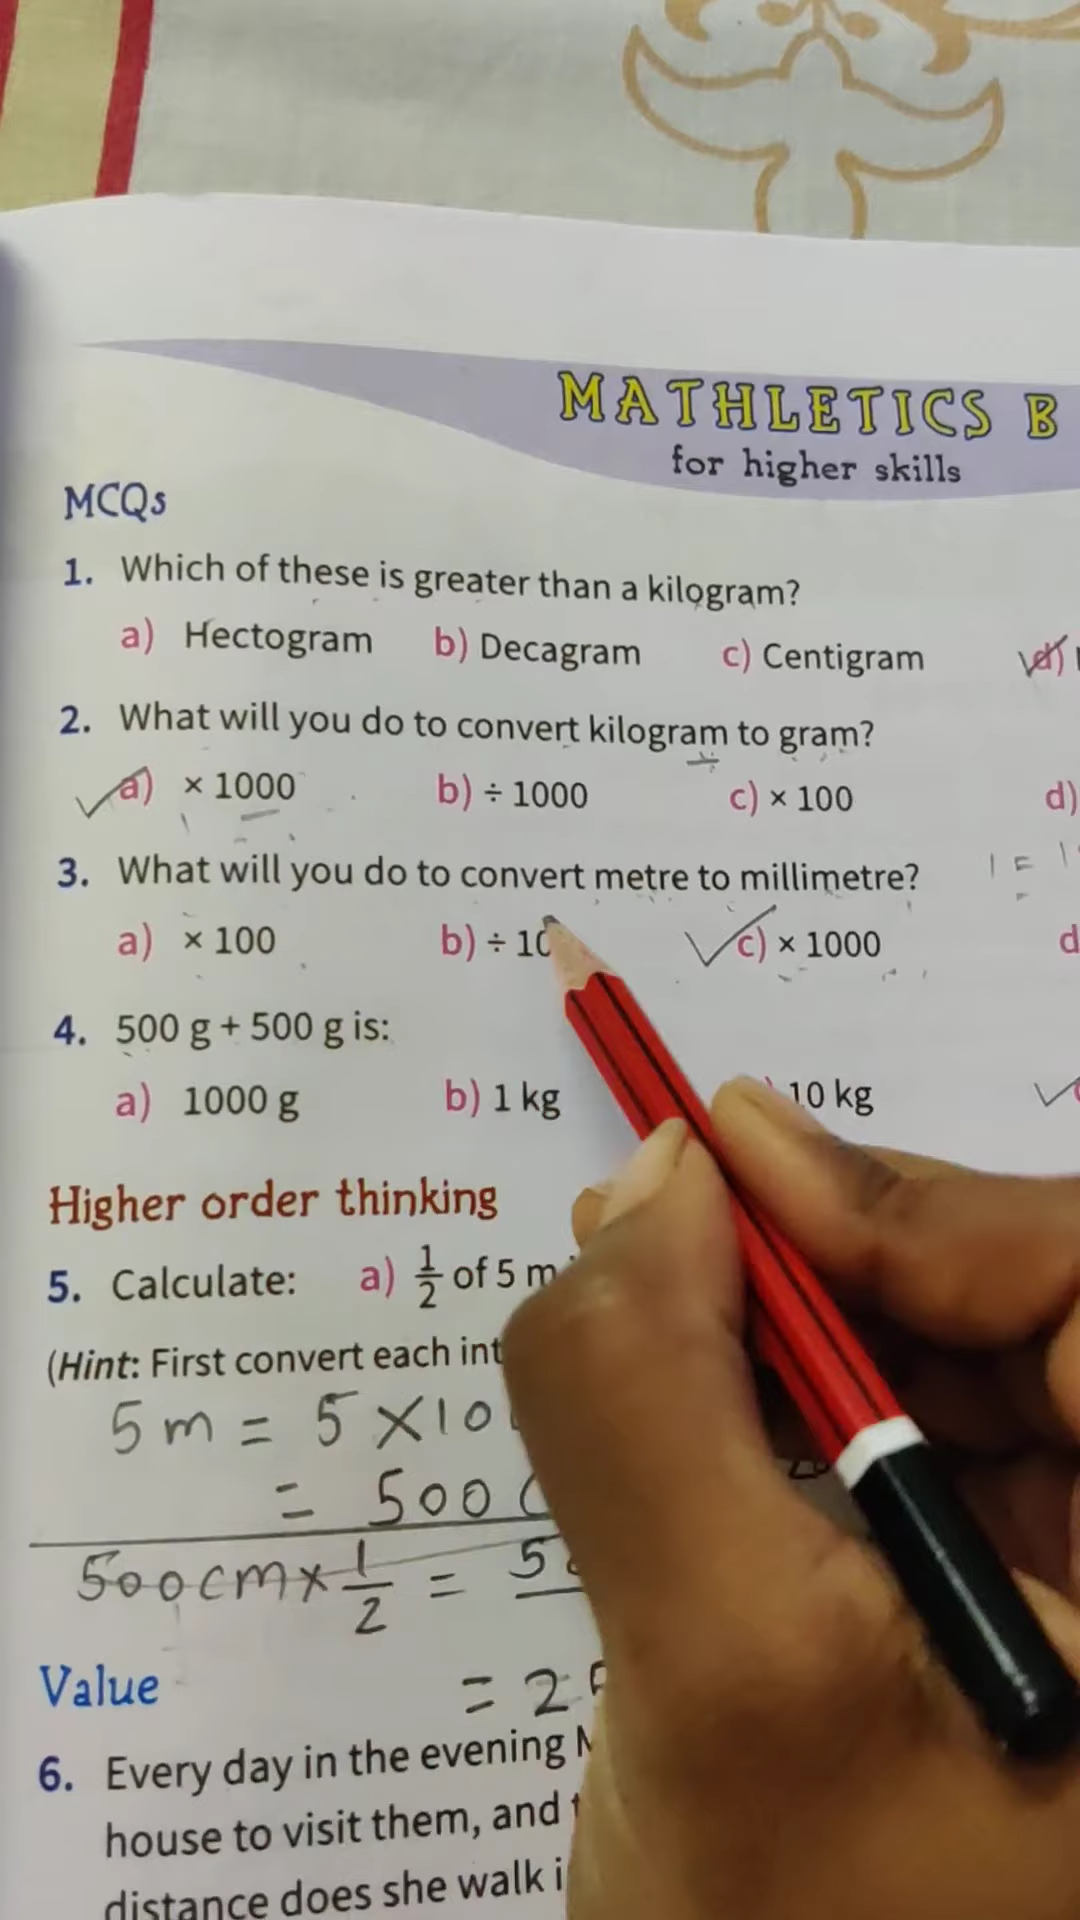 MATHLETICS B
for higher skills
MCQs
1. Which of these is greater than a kilogram?
a) Hectogram b) Decagram c) Centigram d)
2. What will you do to convert kilogram to gram?
a) × 1000 b) ÷ 1000 c) × 100 d)
3. What will you do to convert metre to millimetre?
a) × 100 b) ÷ 10 c) × 1000 d
4. 500 g + 500 g is:
a) 1000 g b) 1 kg 10 kg
Higher order thinking
5. Calculate: a) 1/2 of 5 m
(Hint: First convert each int
5 m = 5 × 10
= 500
500cm × 1/2 = 5
Value
= 2
6. Every day in the evening
house to visit them, and
distance does she walk i